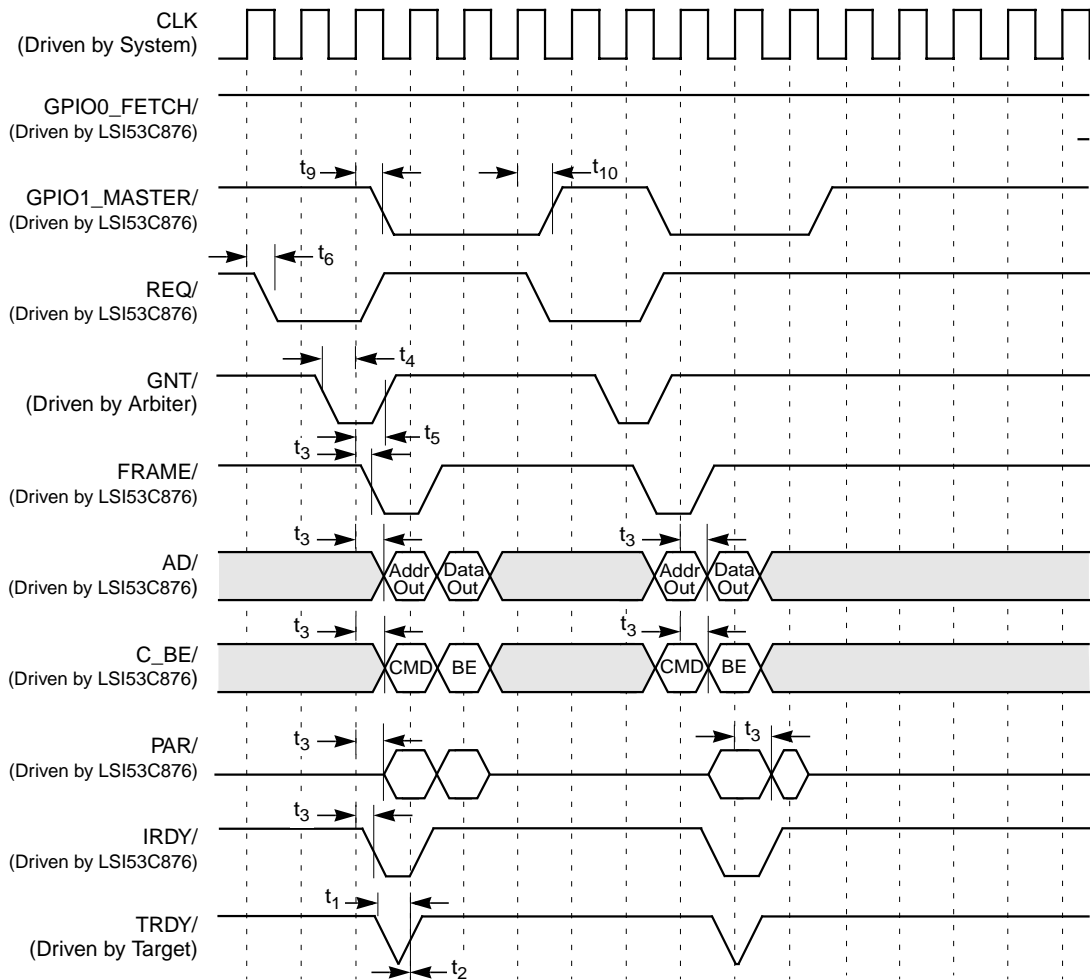 CLK
(Driven by System)
GPIO0_FETCH/
(Driven by LSI53C876)
t9
t10
GPIO1_MASTER/
(Driven by LSI53C876)
t6
REQ/
(Driven by LSI53C876)
t4
GNT/
(Driven by Arbiter)
t5
t3
FRAME/
(Driven by LSI53C876)
t3
t3
AD/
(Driven by LSI53C876)
Addr Out
Data Out
Addr Out
Data Out
t3
t3
C_BE/
(Driven by LSI53C876)
CMD
BE
CMD
BE
t3
t3
PAR/
(Driven by LSI53C876)
t3
IRDY/
(Driven by LSI53C876)
t1
TRDY/
(Driven by Target)
t2